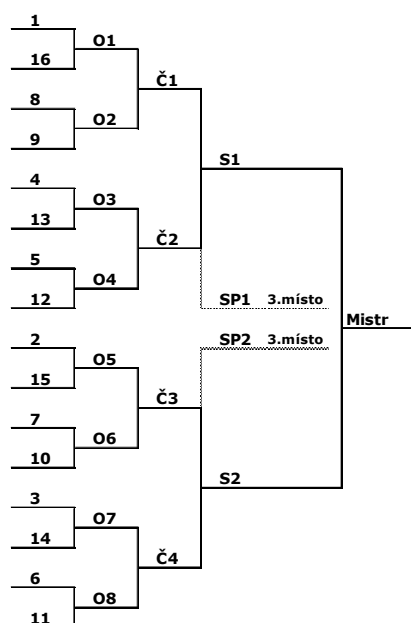 1
O1
16
Č1
8
O2
9
S1
4
O3
13
Č2
5
O4
12
SP1 3.místo
Mistr
2
SP2 3.místo
O5
15
Č3
7
O6
10
S2
3
O7
14
Č4
6
O8
11